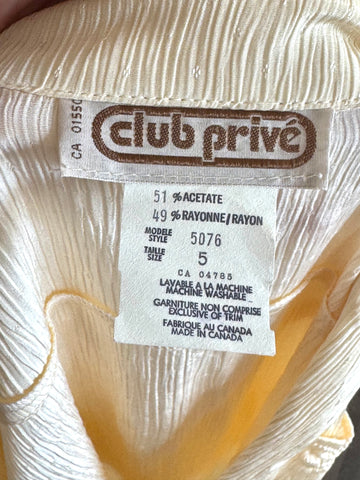 CA 01550
club privé
51 % ACETATE
49 % RAYONNE/RAYON
MODELE
STYLE 5076
TAILLE
SIZE 5
CA 04785
LAVABLE A LA MACHINE
MACHINE WASHABLE
GARNITURE NON COMPRISE
EXCLUSIVE OF TRIM
FABRIQUE AU CANADA
MADE IN CANADA